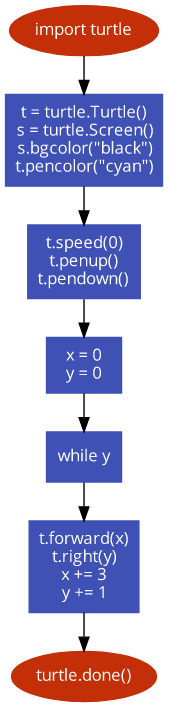 import turtle
t = turtle.Turtle()
s = turtle.Screen()
s.bgcolor("black")
t.pencolor("cyan")
t.speed(0)
t.penup()
t.pendown()
x = 0
y = 0
while y
t.forward(x)
t.right(y)
x += 3
y += 1
turtle.done()